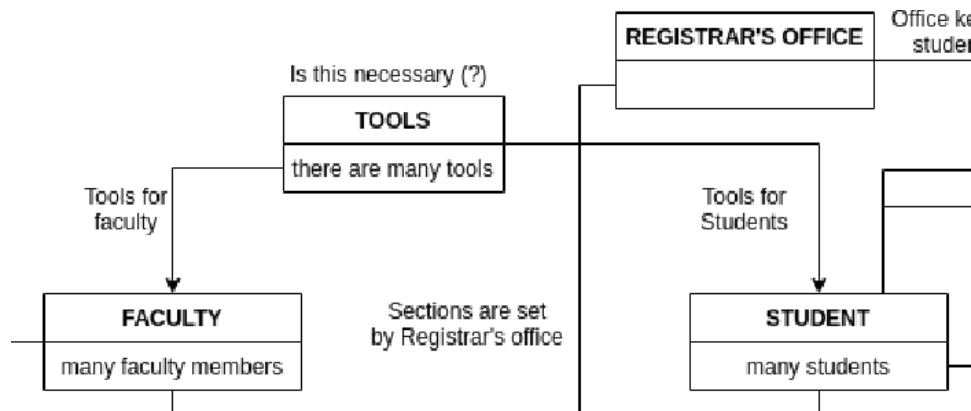 Office
REGISTRAR'S OFFICE
Is this necessary (?)
TOOLS
there are many tools
Tools for
faculty
Tools for
Students
FACULTY
many faculty members
Sections are set
by Registrar's office
STUDENT
many students